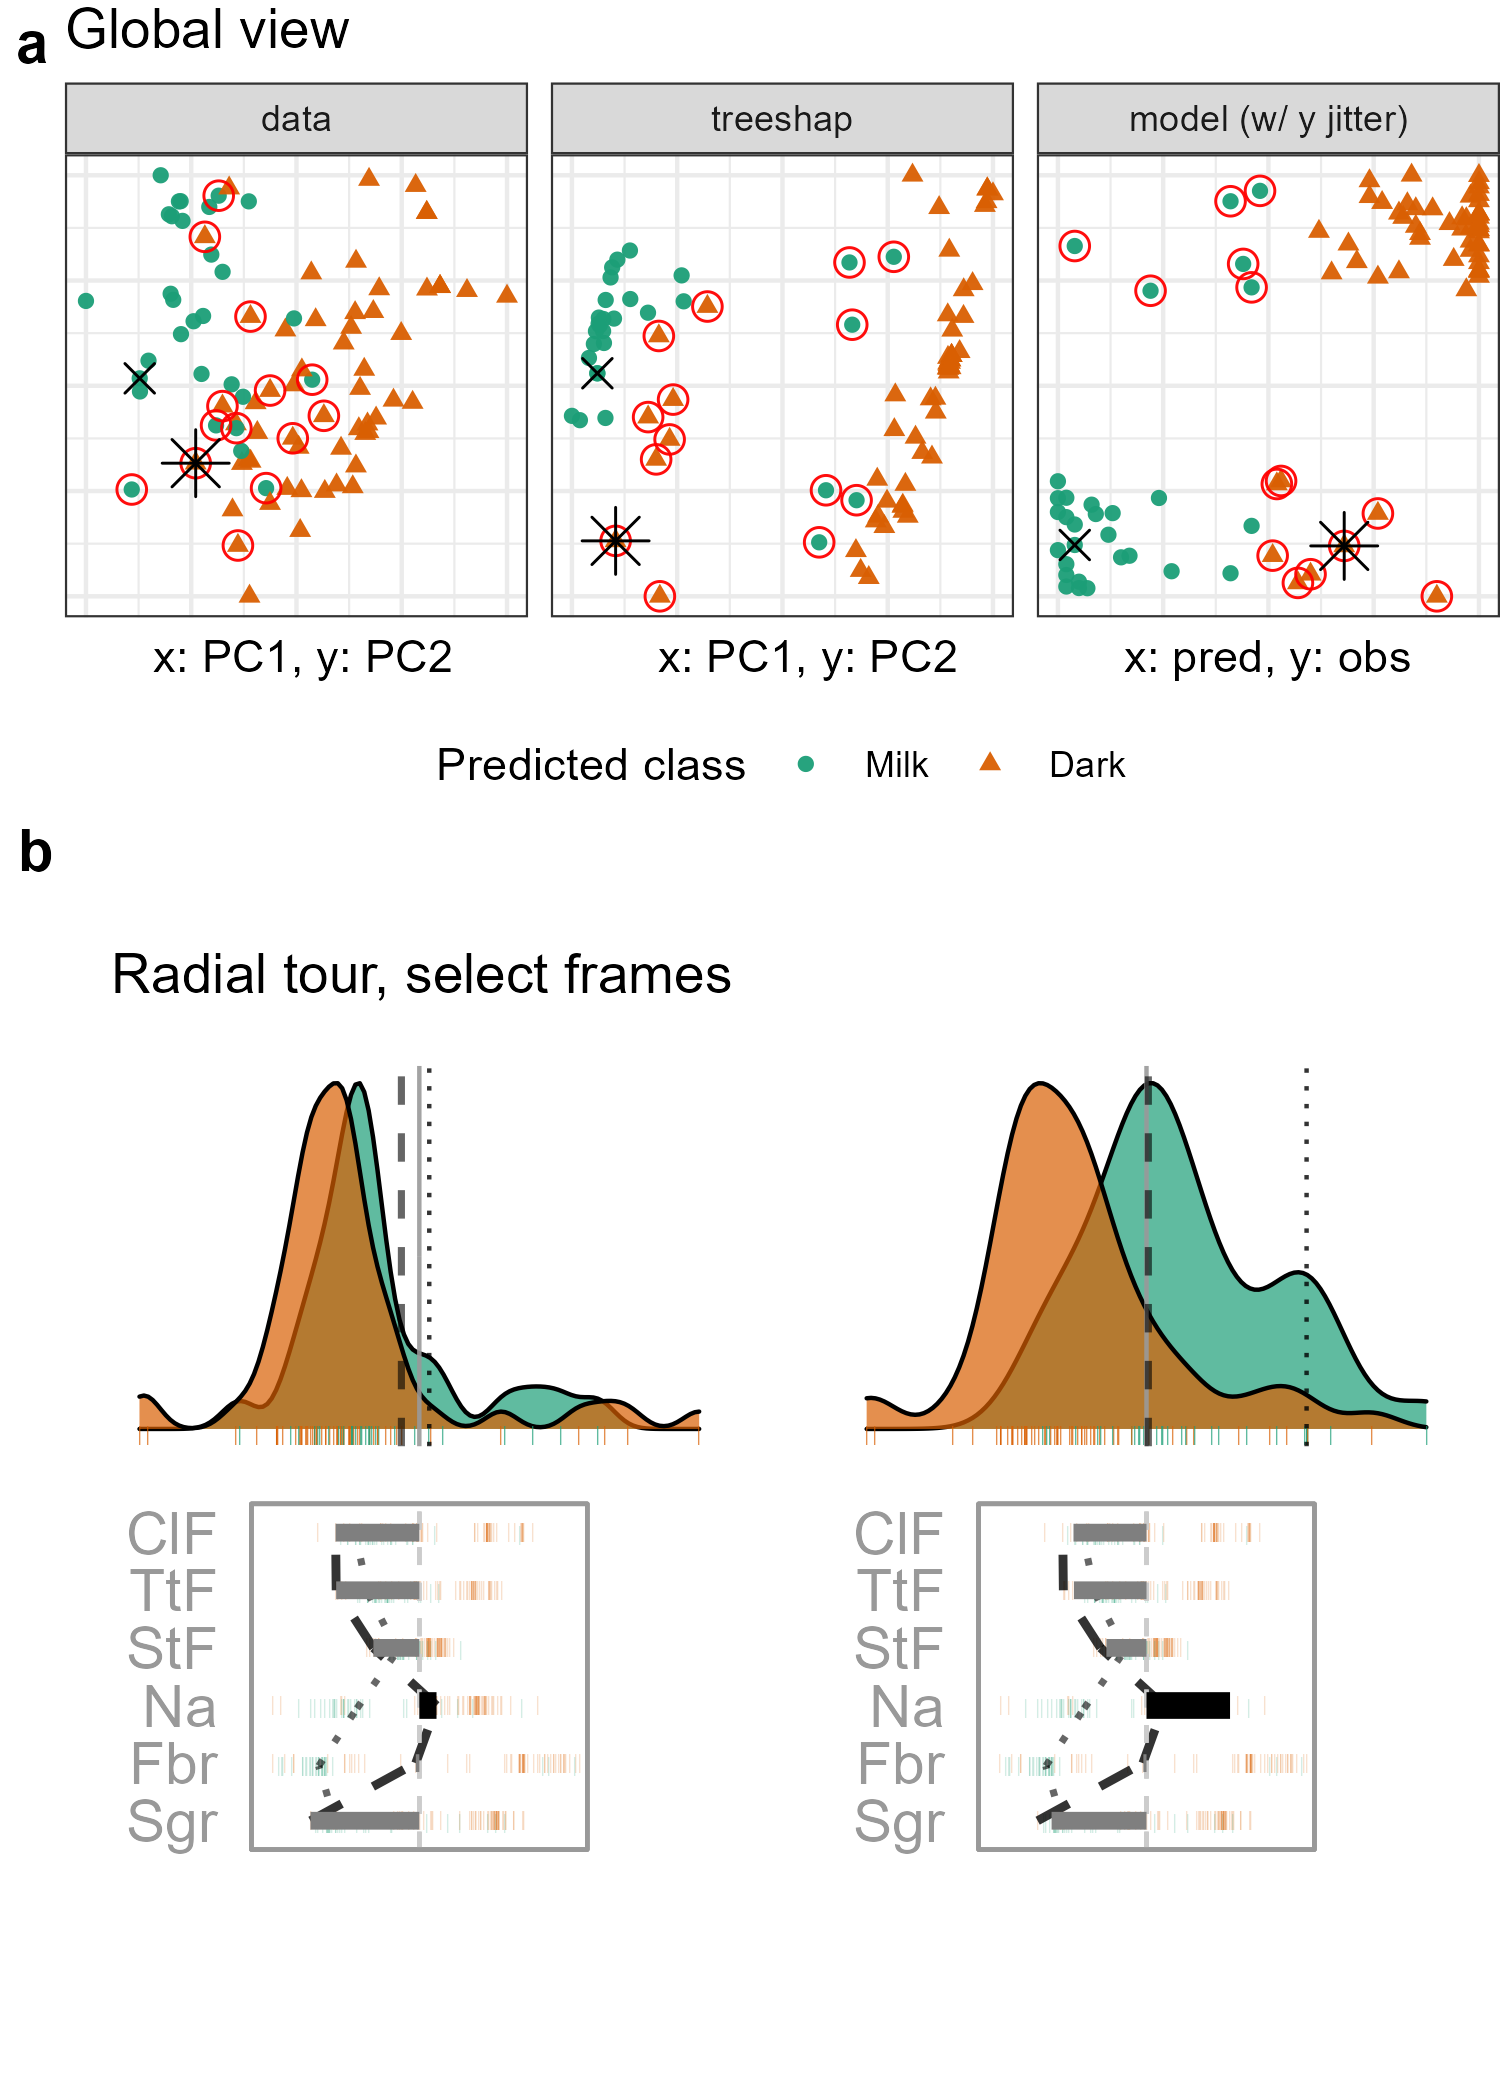 a Global view
data treeshap model (w/ y jitter)
x: PC1, y: PC2 x: PC1, y: PC2 x: pred, y: obs
Predicted class Milk Dark
b
Radial tour, select frames
ClF ClF
TtF TtF
StF StF
Na Na
Fbr Fbr
Sgr Sgr